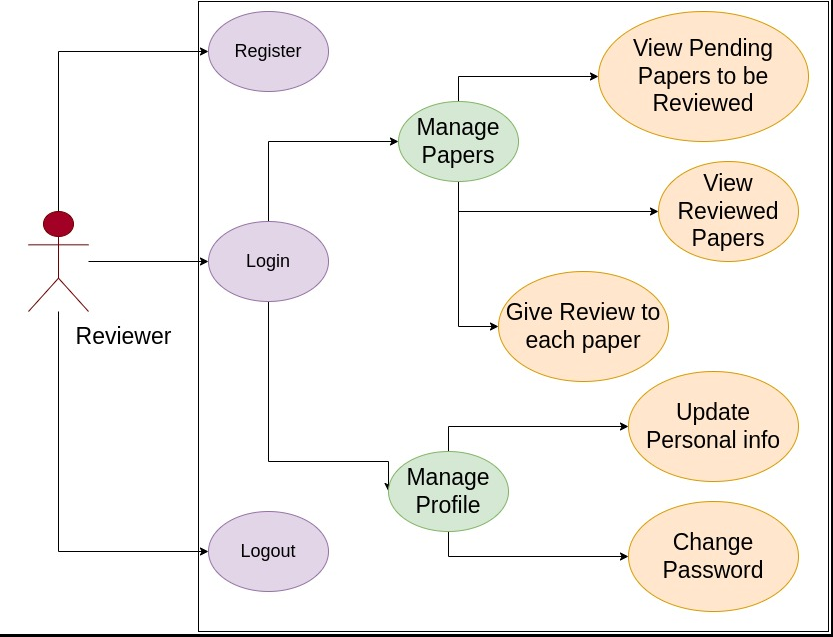 Register
View Pending
Papers to be
Reviewed
Manage
Papers
View
Reviewed
Papers
Login
Reviewer
Give Review to
each paper
Update
Personal info
Manage
Profile
Logout
Change
Password